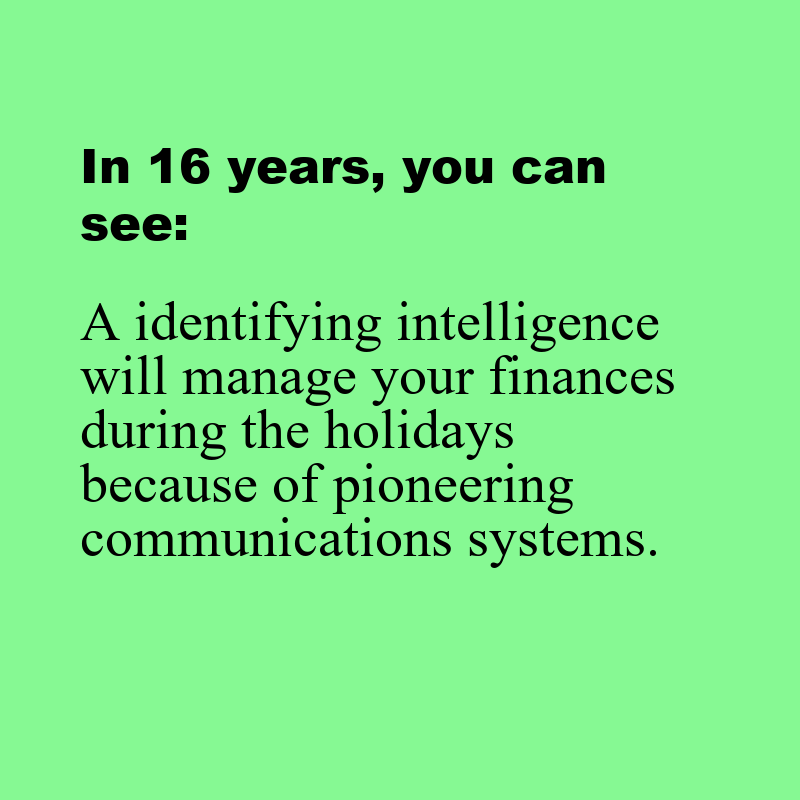 In 16 years, you can
see:
A identifying intelligence
will manage your finances
during the holidays
because of pioneering
communications systems.